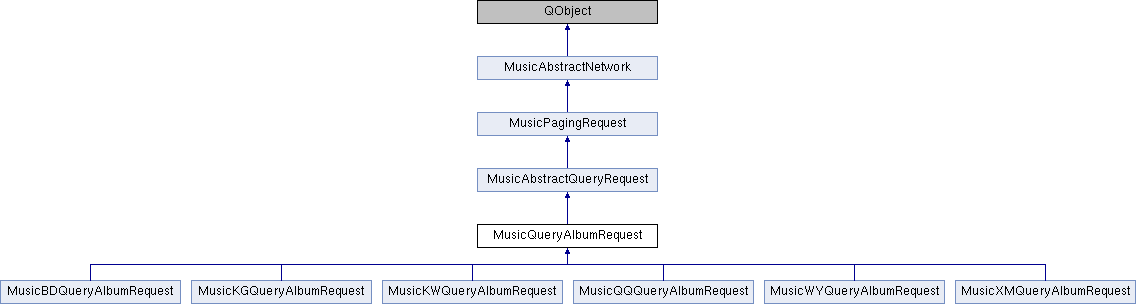 QObject
MusicAbstractNetwork
MusicPagingRequest
MusicAbstractQueryRequest
MusicQueryAlbumRequest
MusicBDQueryAlbumRequest MusicKGQueryAlbumRequest MusicKWQueryAlbumRequest MusicQQQueryAlbumRequest MusicWYQueryAlbumRequest MusicXMQueryAlbumRequest